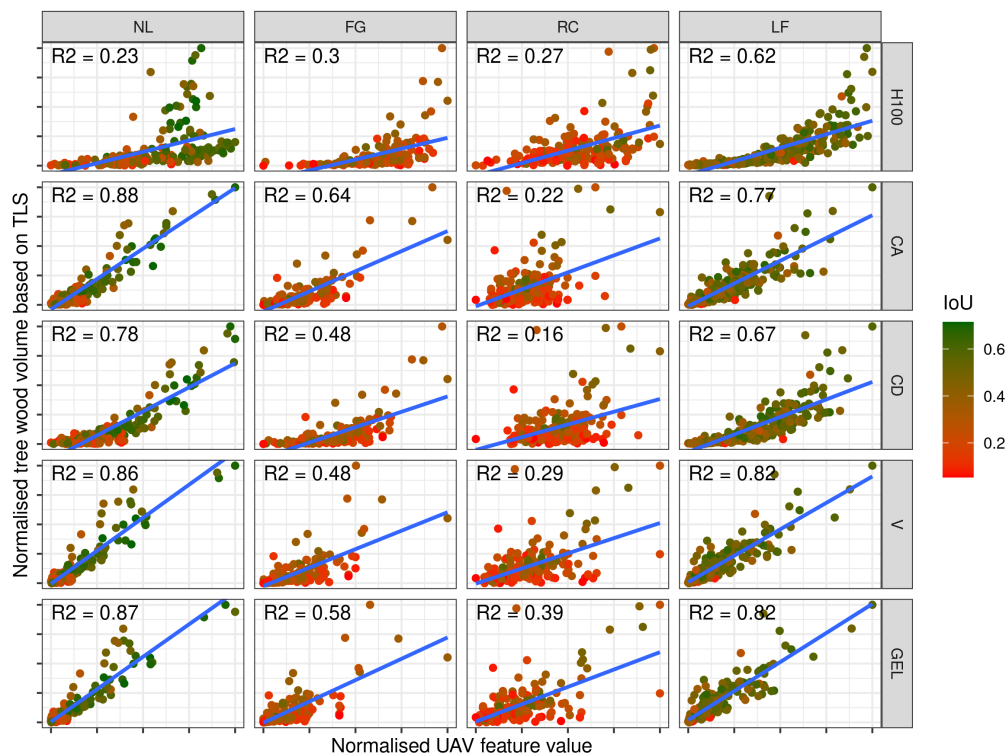 NL FG RC LF
R2 = 0.23 R2 = 0.3 R2 = 0.27 R2 = 0.62 H100
R2 = 0.88 R2 = 0.64 R2 = 0.22 R2 = 0.77 CA
R2 = 0.78 R2 = 0.48 R2 = 0.16 R2 = 0.67 CD
R2 = 0.86 R2 = 0.48 R2 = 0.29 R2 = 0.82 V
R2 = 0.87 R2 = 0.58 R2 = 0.39 R2 = 0.82 GEL
Normalised tree wood volume based on TLS
Normalised UAV feature value
IoU
0.6
0.4
0.2